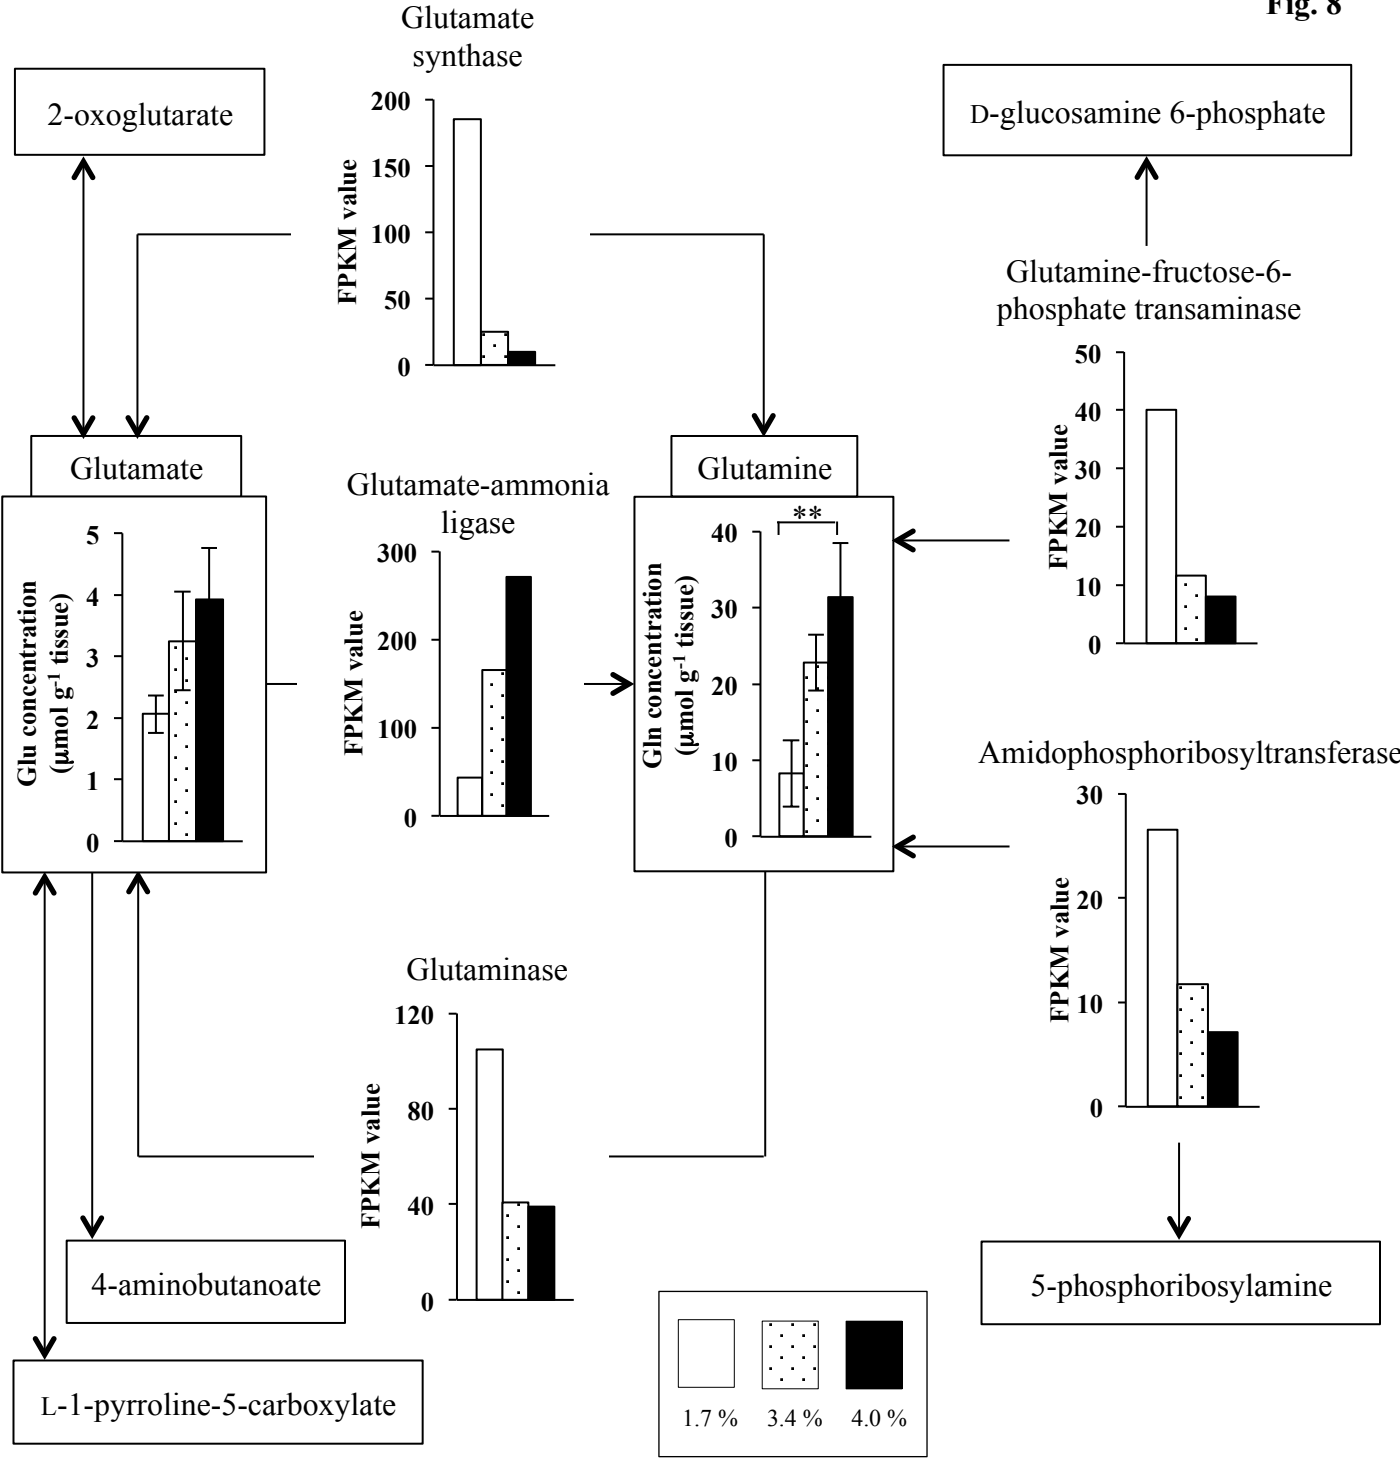 Fig. 8
Glutamate
synthase
2-oxoglutarate
D-glucosamine 6-phosphate
200
150
100
50
0
FPKM value
Glutamine-fructose-6-
phosphate transaminase
50
40
30
20
10
0
FPKM value
Glutamate
5
4
3
2
1
0
Glu concentration
(µmol g-1 tissue)
Glutamate-ammonia
ligase
300
200
100
0
FPKM value
Glutamine
**
40
30
20
10
0
Gln concentration
(µmol g-1 tissue)
Amidophosphoribosyltransferase
30
20
10
0
FPKM value
Glutaminase
120
80
40
0
FPKM value
4-aminobutanoate
5-phosphoribosylamine
L-1-pyrroline-5-carboxylate
1.7 % 3.4 % 4.0 %